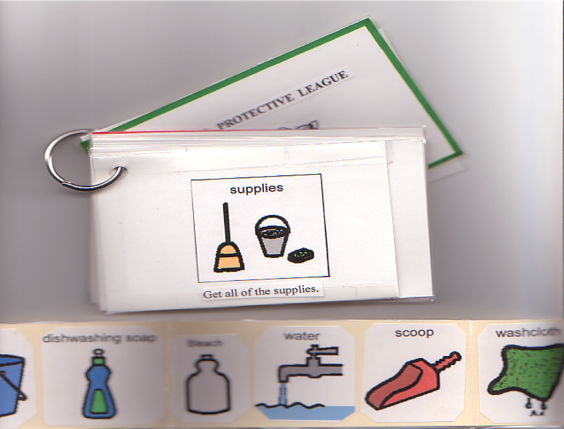 PROTECTIVE LEAGUE
supplies
Get all of the supplies.
dishwashing soap
Bleach
water
scoop
washcloth